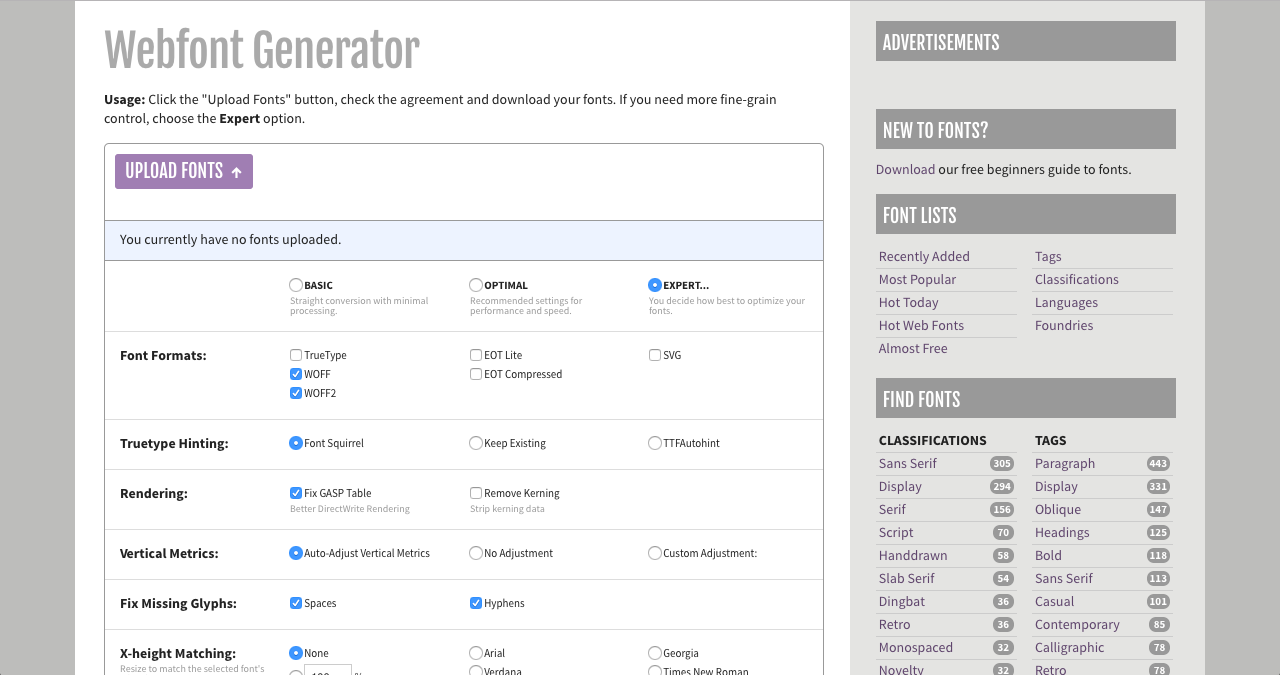 Webfont Generator
Usage: Click the "Upload Fonts" button, check the agreement and download your fonts. If you need more fine-grain
control, choose the Expert option.
UPLOAD FONTS
You currently have no fonts uploaded.
BASIC OPTIMAL EXPERT...
Straight conversion with minimal Recommended settings for You decide how best to optimize your
processing. performance and speed. fonts.
Font Formats: TrueType EOT Lite SVG
WOFF EOT Compressed
WOFF2
Truetype Hinting: Font Squirrel Keep Existing TTFAutohint
Rendering: Fix GASP Table Remove Kerning
Better DirectWrite Rendering Strip kerning data
Vertical Metrics: Auto-Adjust Vertical Metrics No Adjustment Custom Adjustment:
Fix Missing Glyphs: Spaces Hyphens
X-height Matching: None Arial Georgia
Resize to match the selected font's Verdana Times New Roman
100 %
ADVERTISEMENTS
NEW TO FONTS?
Download our free beginners guide to fonts.
FONT LISTS
Recently Added Tags
Most Popular Classifications
Hot Today Languages
Hot Web Fonts Foundries
Almost Free
FIND FONTS
CLASSIFICATIONS TAGS
Sans Serif 305 Paragraph 443
Display 294 Display 331
Serif 156 Oblique 147
Script 70 Headings 125
Handdrawn 58 Bold 118
Slab Serif 54 Sans Serif 113
Dingbat 36 Casual 101
Retro 36 Contemporary 85
Monospaced 32 Calligraphic 78
Novelty 32 Retro 78